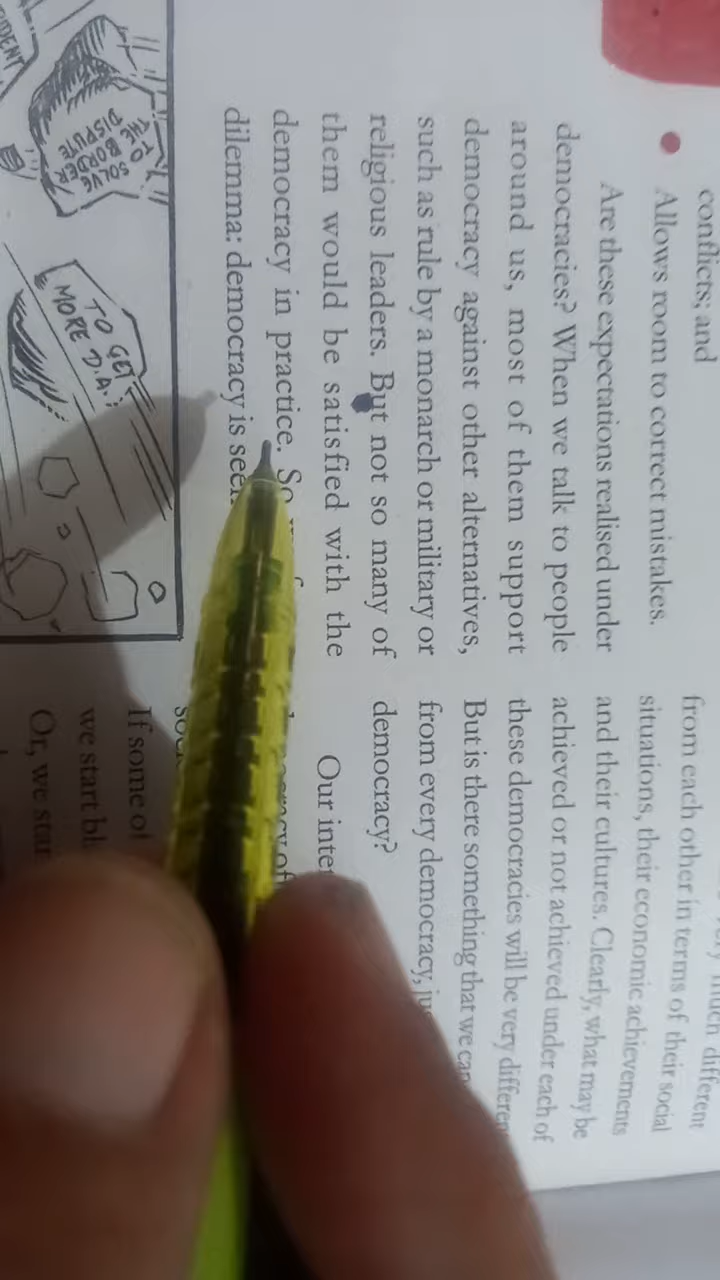 conflicts; and
Allows room to correct mistakes.
Are these expectations realised under
democracies? When we talk to people
around us, most of them support
democracy against other alternatives,
such as rule by a monarch or military or
religious leaders. But not so many of
them would be satisfied with the
democracy in practice. So
dilemma: democracy is
different
from each other in terms of their social
situations, their economic achievements
and their cultures. Clearly, what may be
achieved or not achieved under each of
these democracies will be very different
But is there something that we can
from every democracy,
democracy?
Our
If some of
we start
Or, we
TO SOLVE
THE BORDER
DISPUTE
TO GET
MORE D.A.